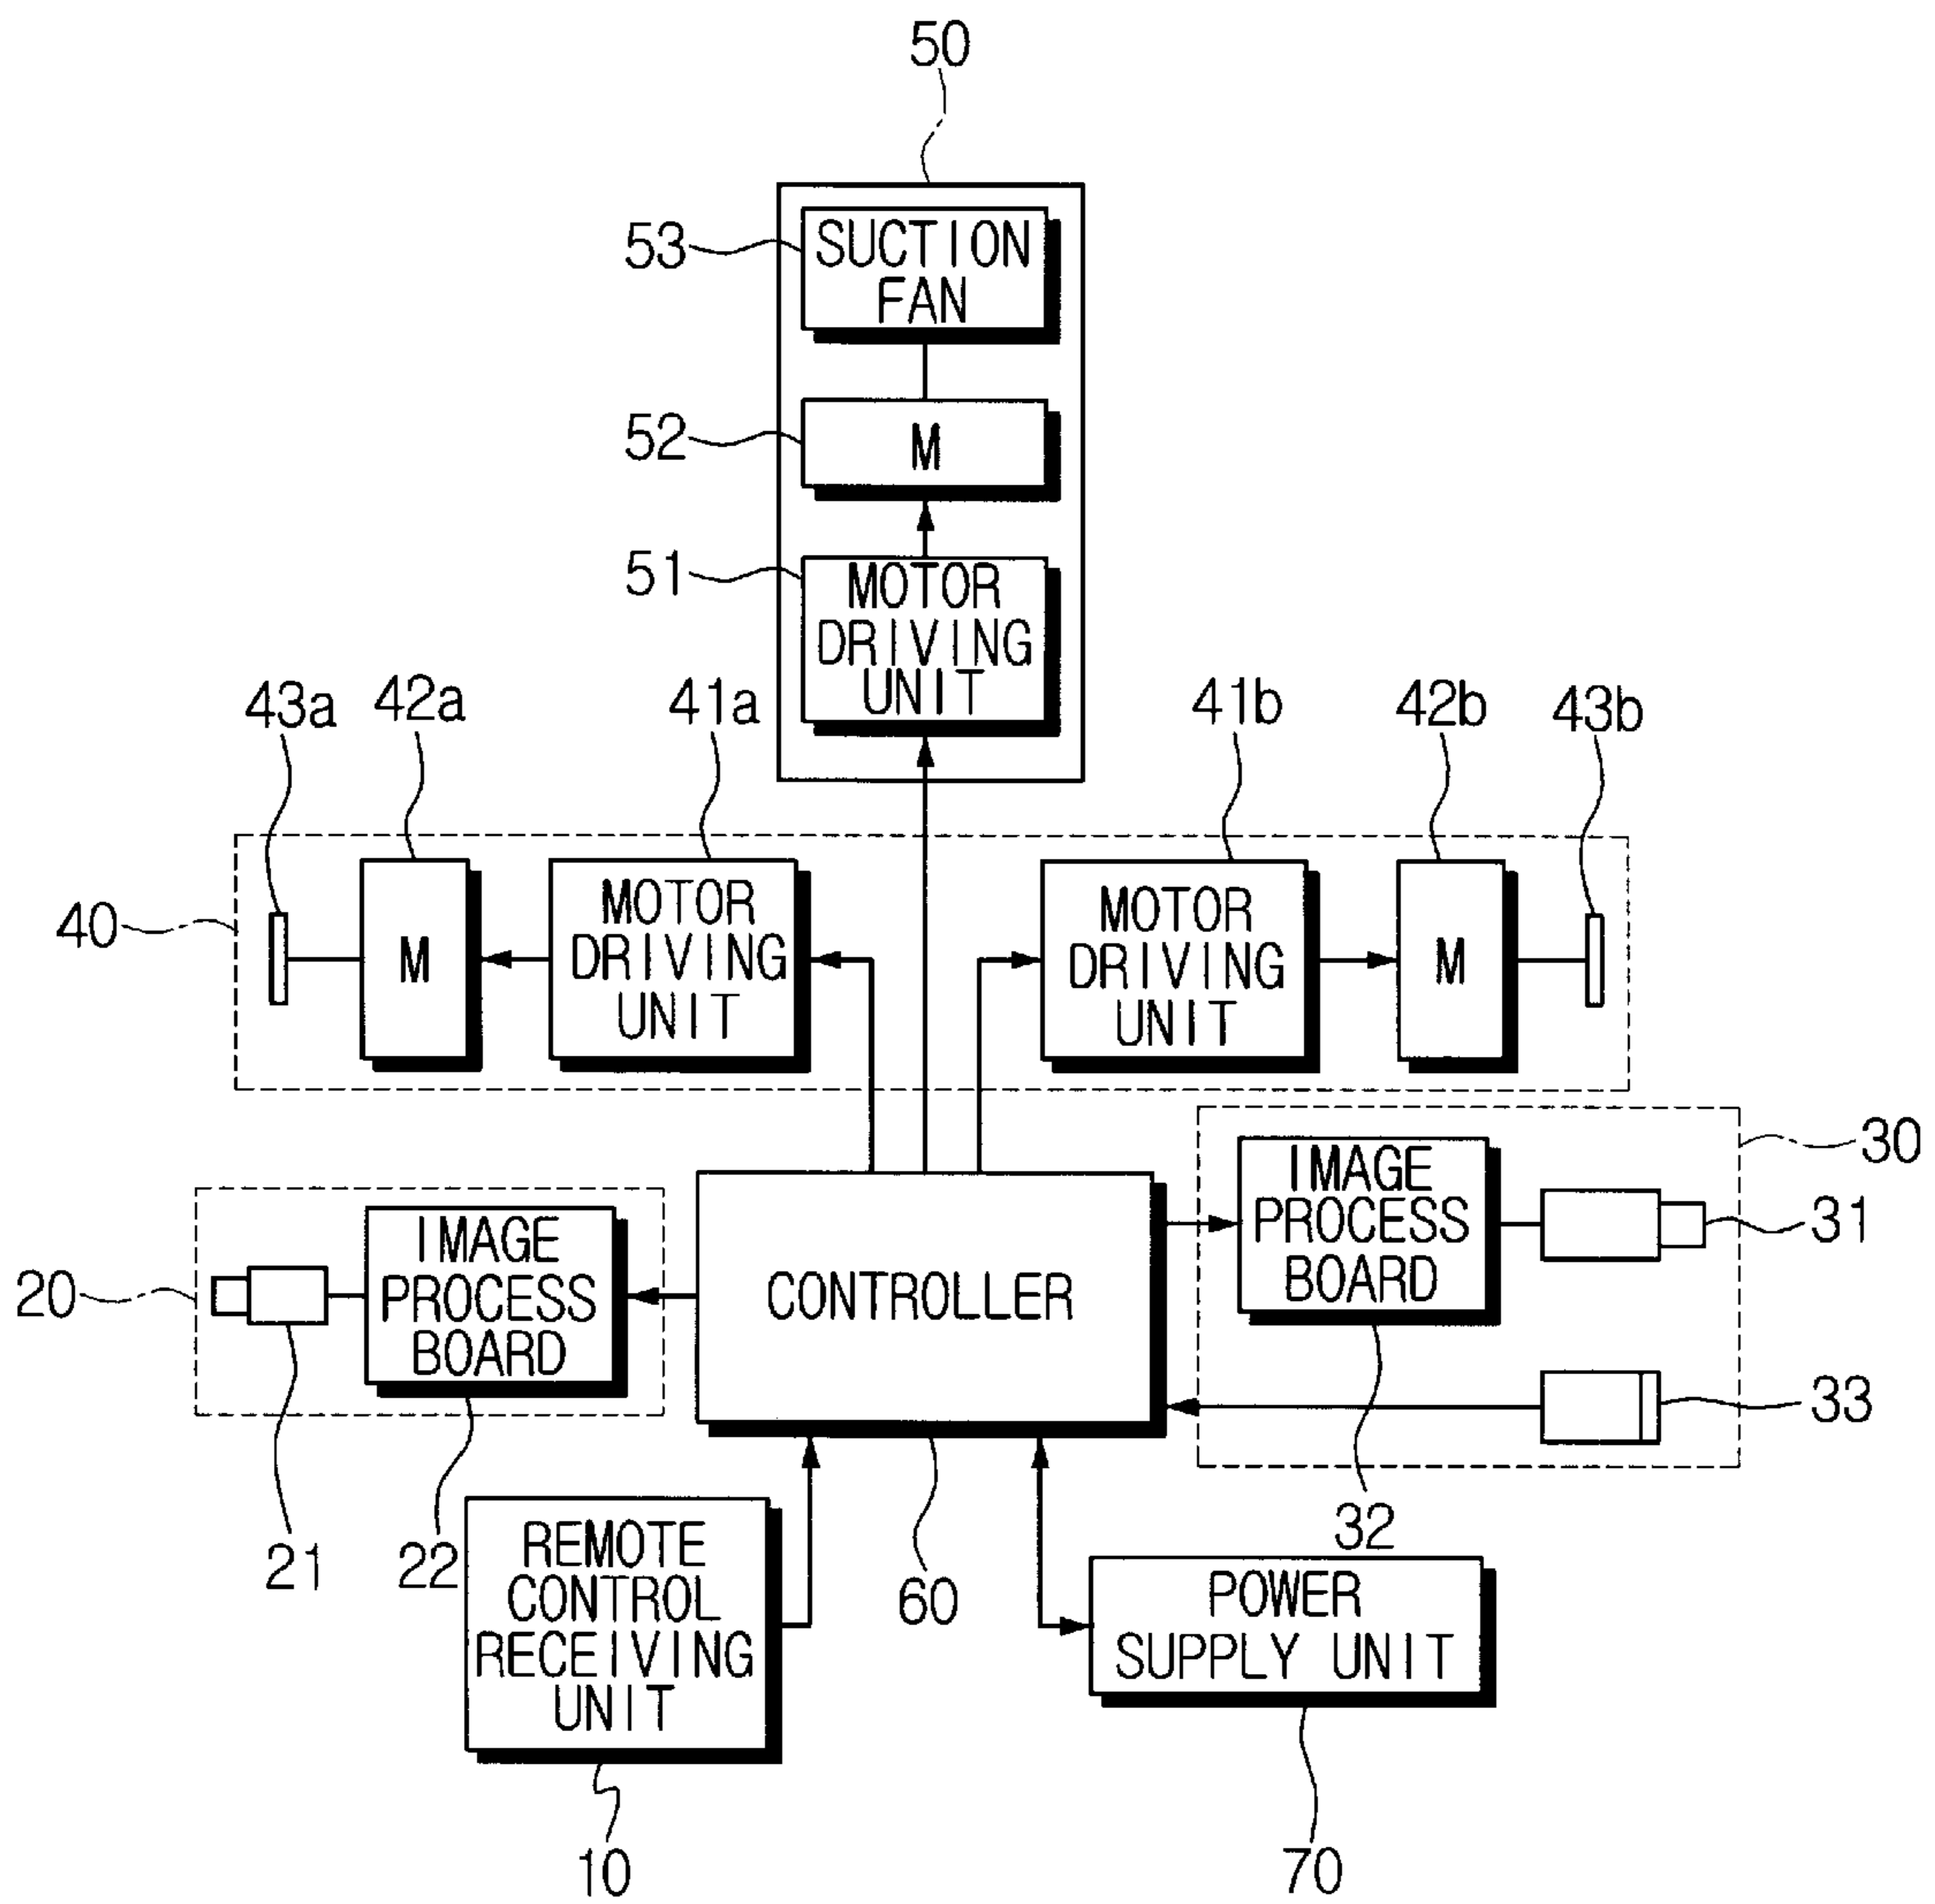 50
53
SUCTION
FAN
52
M
51
MOTOR
DRIVING
UNIT
43a
42a
41a
41b
42b
43b
40
M
MOTOR
DRIVING
UNIT
MOTOR
DRIVING
UNIT
M
30
20
IMAGE
PROCESS
BOARD
CONTROLLER
IMAGE
PROCESS
BOARD
31
33
21
22
REMOTE
CONTROL
RECEIVING
UNIT
60
32
POWER
SUPPLY UNIT
10
70